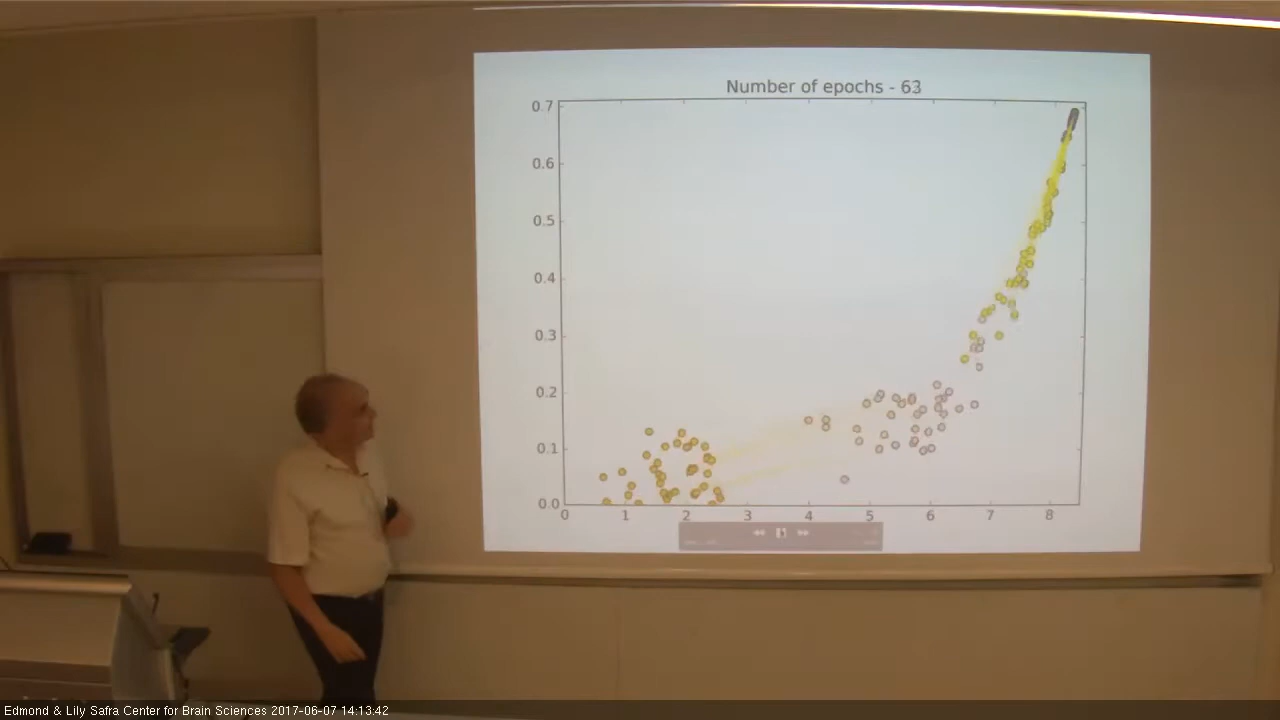 Number of epochs - 63
0.7
0.6
0.5
0.4
0.3
0.2
0.1
0.0
0 1 2 3 4 5 6 7 8
Edmond & Lily Safra Center for Brain Sciences 2017-06-07 14:13:42